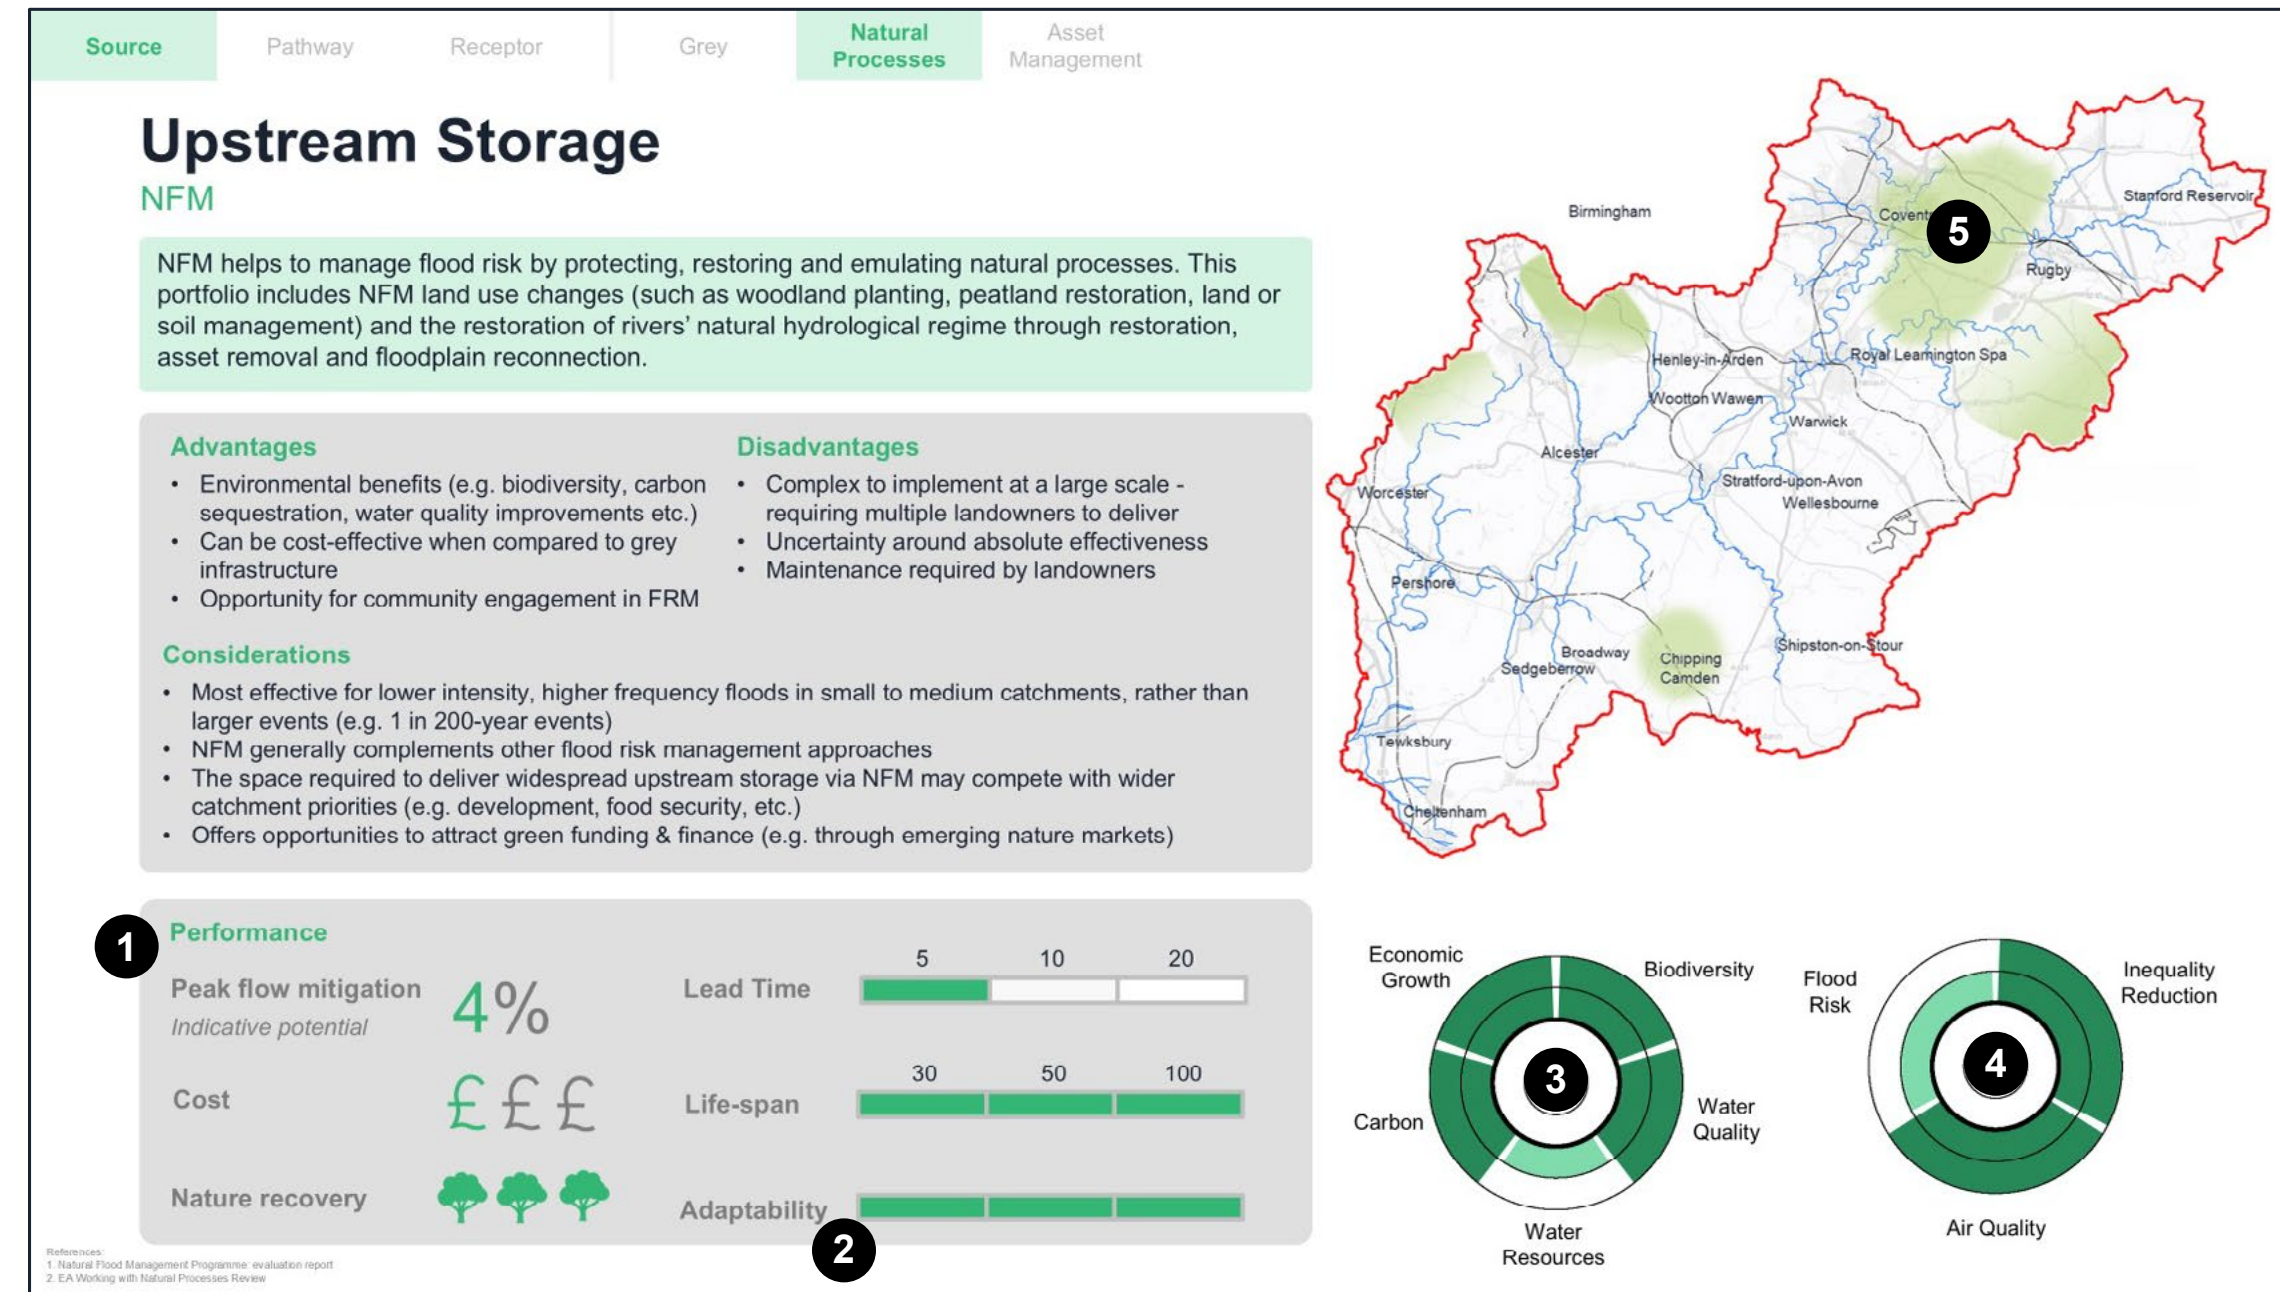 Source
Pathway
Receptor
Grey
Natural
Processes
Asset
Management
Upstream Storage
NFM
NFM helps to manage flood risk by protecting, restoring and emulating natural processes. This
portfolio includes NFM land use changes (such as woodland planting, peatland restoration, land or
soil management) and the restoration of rivers' natural hydrological regime through restoration,
asset removal and floodplain reconnection.
Advantages
• Environmental benefits (e.g. biodiversity, carbon
sequestration, water quality improvements etc.)
• Can be cost-effective when compared to grey
infrastructure
• Opportunity for community engagement in FRM
Disadvantages
• Complex to implement at a large scale -
requiring multiple landowners to deliver
• Uncertainty around absolute effectiveness
• Maintenance required by landowners
Considerations
• Most effective for lower intensity, higher frequency floods in small to medium catchments, rather than
larger events (e.g. 1 in 200-year events)
• NFM generally complements other flood risk management approaches
• The space required to deliver widespread upstream storage via NFM may compete with wider
catchment priorities (e.g. development, food security, etc.)
• Offers opportunities to attract green funding & finance (e.g. through emerging nature markets)
1
Performance
Peak flow mitigation
Indicative potential
4%
Cost
£ £ £
Nature recovery
Lead Time
5 10 20
Life-span
30 50 100
Adaptability
2
References:
1. Natural Flood Management Programme: evaluation report
2. EA Working with Natural Processes Review
Birmingham
Stanford Reservoir
5
Rugby
Henley-in-Arden
Royal Leamington Spa
Wootton Wawen
Warwick
Alcester
Stratford-upon-Avon
Worcester
Wellesbourne
Pershore
Broadway
Sedgeberrow
Chipping
Camden
Shipston-on-Stour
Tewksbury
Cheltenham
Economic
Growth
Biodiversity
3
Carbon
Water
Quality
Water
Resources
Flood
Risk
Inequality
Reduction
4
Air Quality